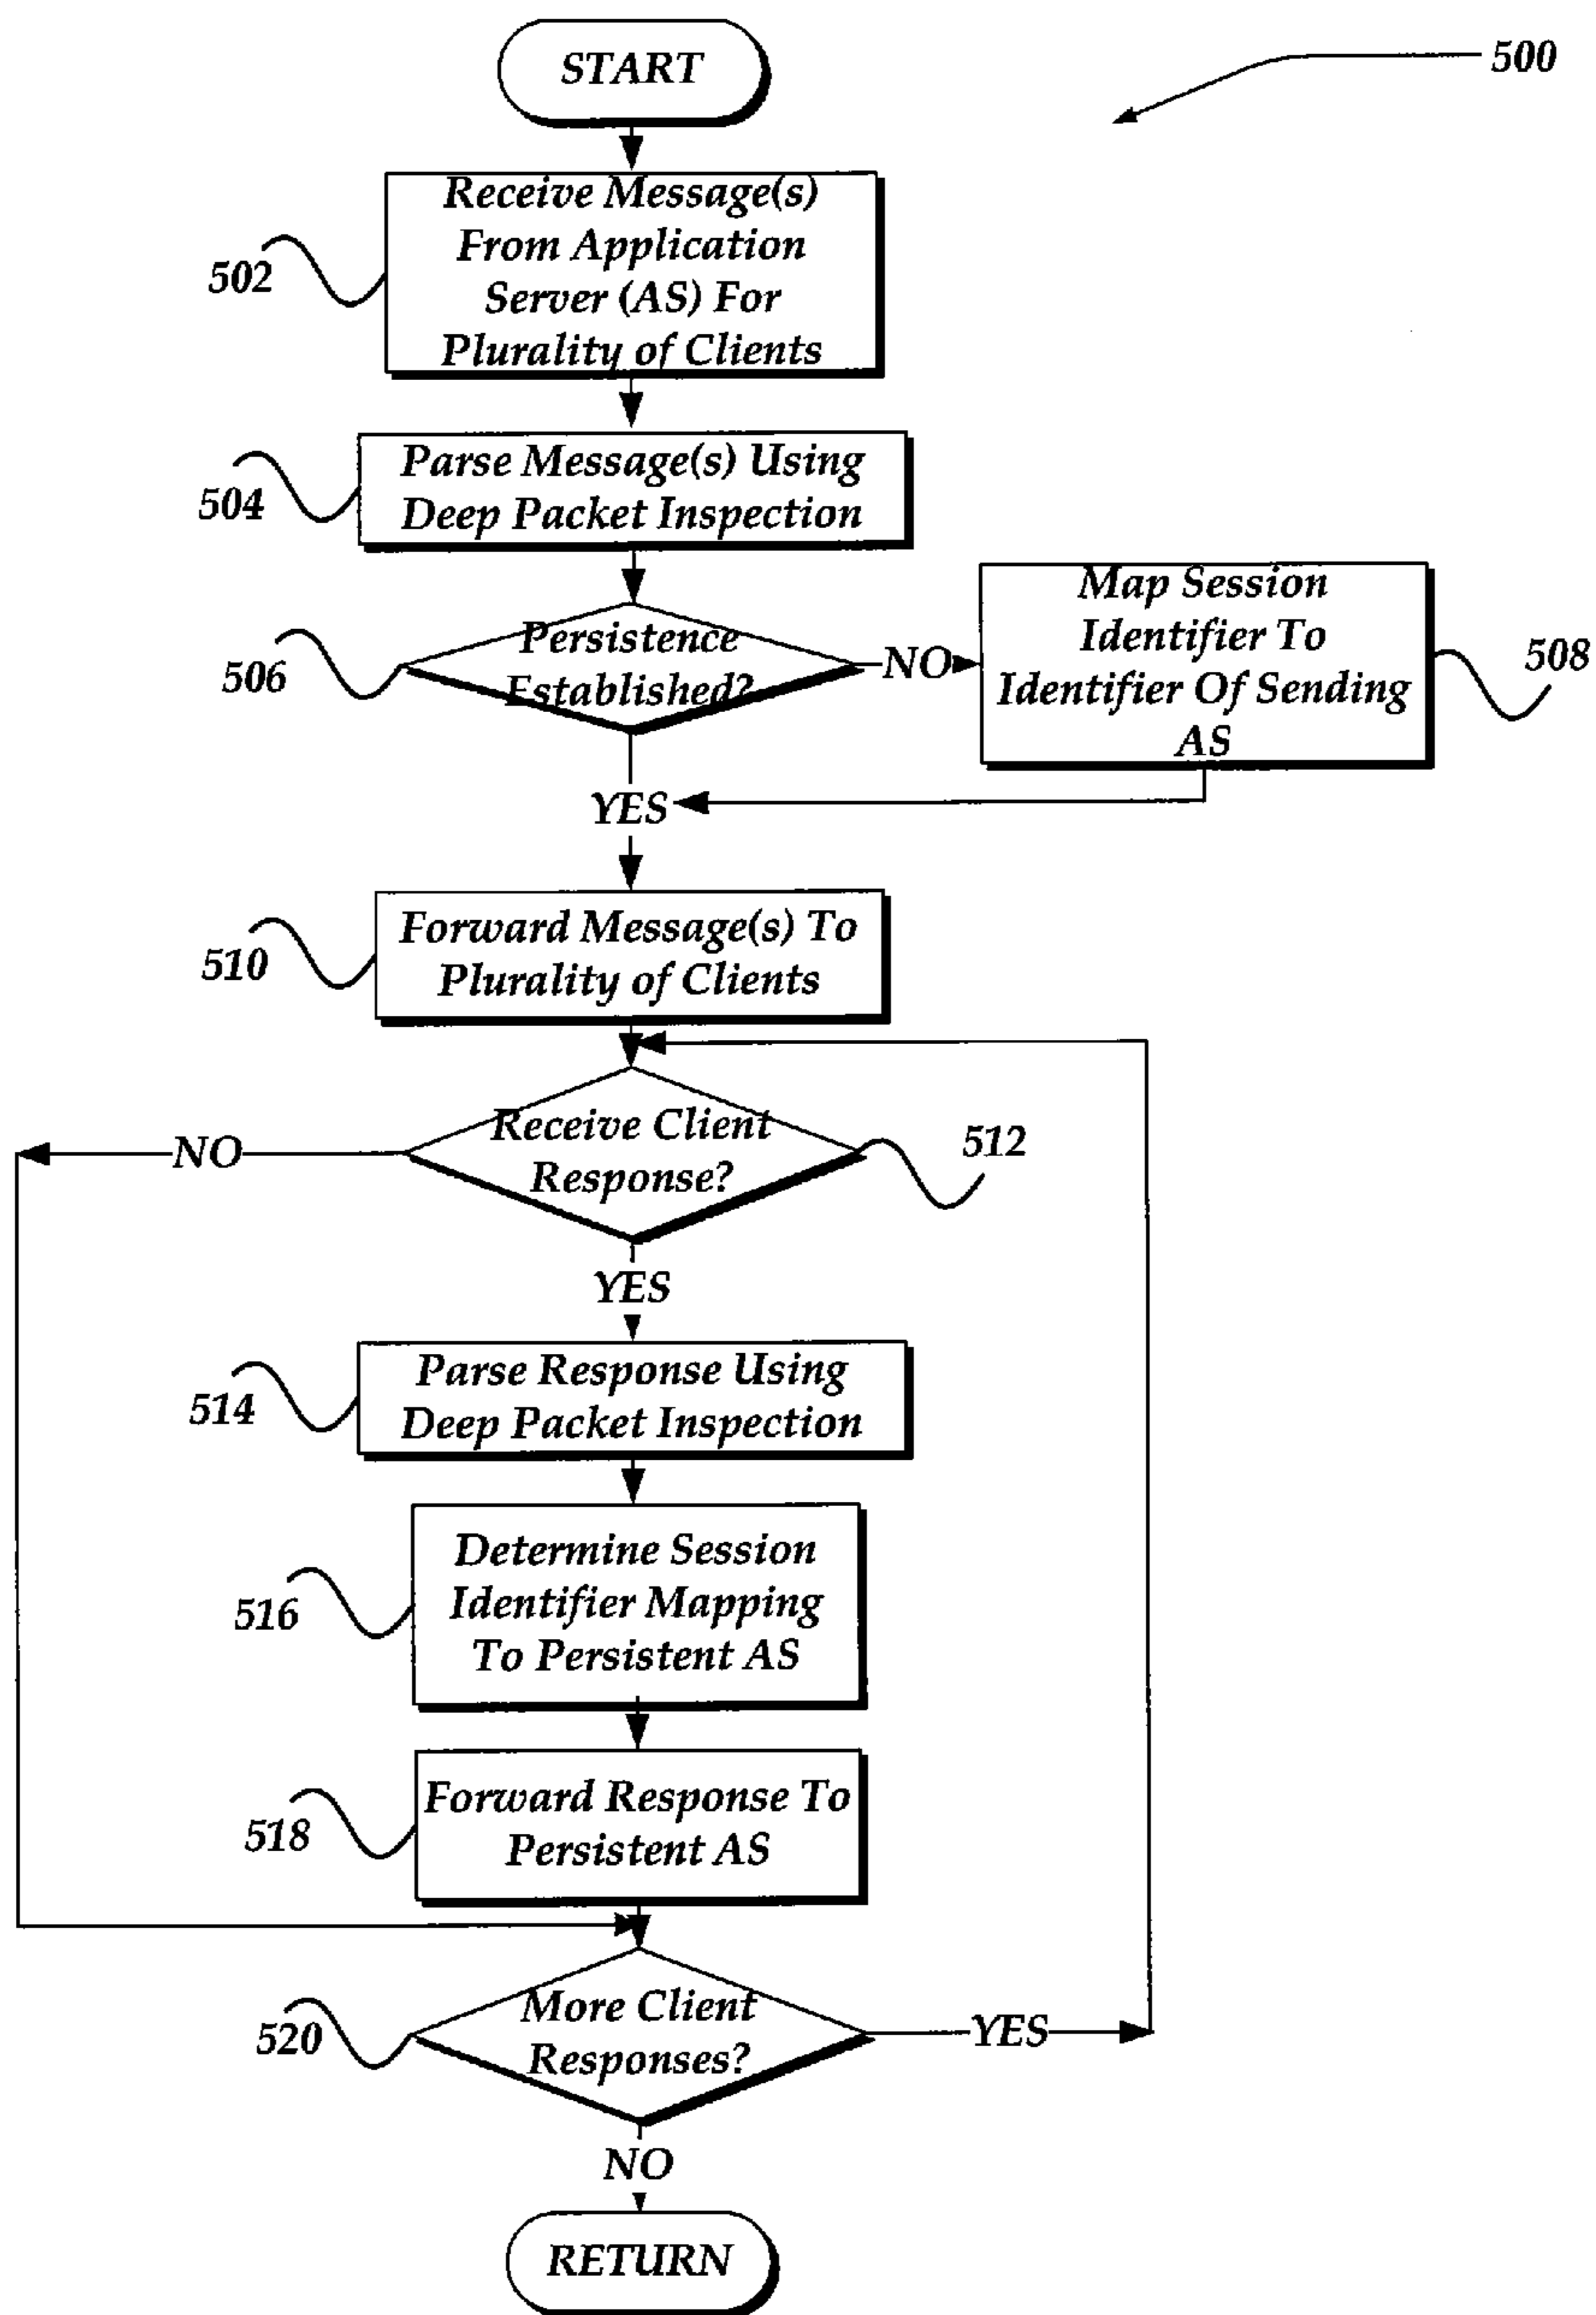 START
500
Receive Message(s)
From Application
Server (AS) For
Plurality of Clients
502
Parse Message(s) Using
Deep Packet Inspection
504
Persistence
Established?
506
NO
Map Session
Identifier To
Identifier Of Sending
AS
508
YES
Forward Message(s) To
Plurality of Clients
510
Receive Client
Response?
512
NO
YES
Parse Response Using
Deep Packet Inspection
514
Determine Session
Identifier Mapping
To Persistent AS
516
Forward Response To
Persistent AS
518
More Client
Responses?
520
YES
NO
RETURN